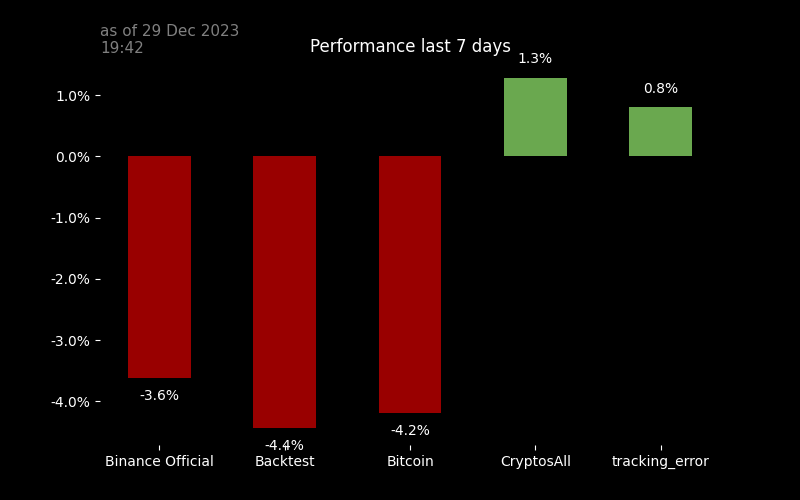 as of 29 Dec 2023
19:42
Performance last 7 days
1.3%
0.8%
1.0%
0.0%
-1.0%
-2.0%
-3.0%
-4.0%
-3.6%
-4.4%
-4.2%
Binance Official
Backtest
Bitcoin
CryptosAll
tracking_error